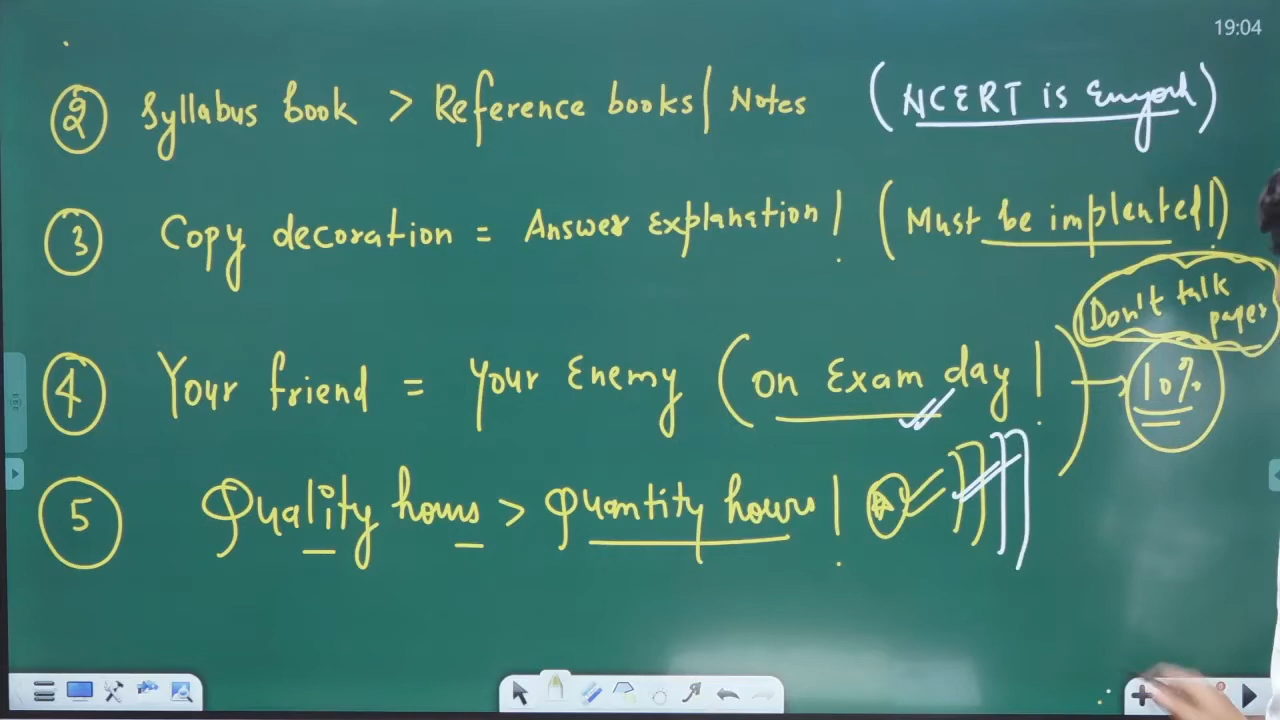 19:04
② Syllabus book > Reference books | Notes (NCERT is Enough)
③ Copy decoration = Answer Explanation! (Must be implented!)
Don't talk
paper
④ Your friend = Your Enemy (on Exam day!) 10%
⑤ Quality hours > Quantity hours!